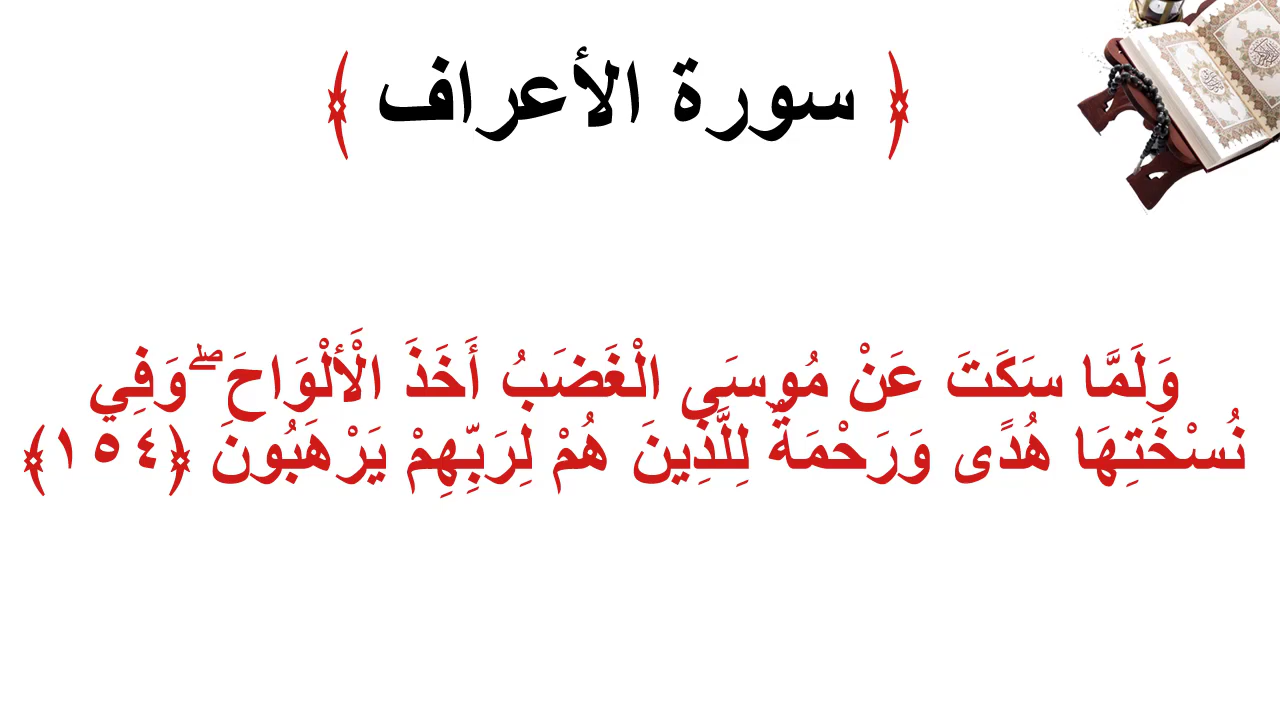 ﴿ سورة الأعراف ﴾
وَلَمَّا سَكَتَ عَنْ مُوسَى الْغَضَبُ أَخَذَ الْأَلْوَاحَ ۖ وَفِي
نُسْخَتِهَا هُدًى وَرَحْمَةٌ لِلَّذِينَ هُمْ لِرَبِّهِمْ يَرْهَبُونَ ﴿١٥٤﴾